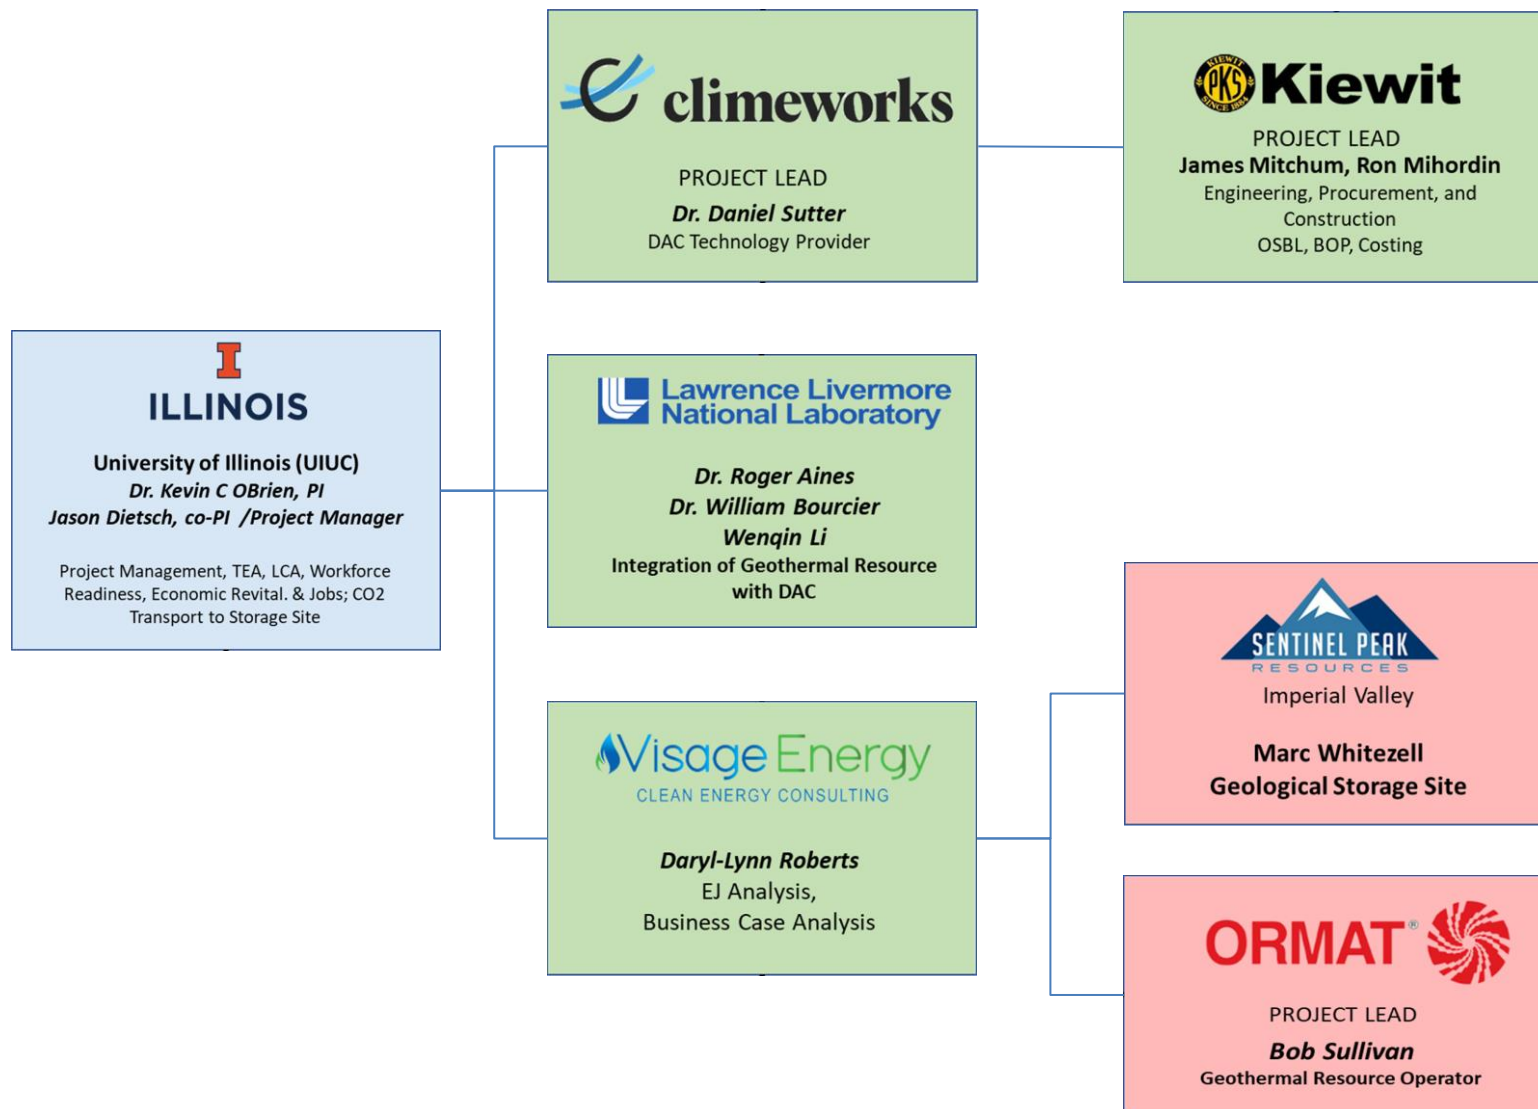 climeworks
PROJECT LEAD
Dr. Daniel Sutter
DAC Technology Provider
KIEWIT
PKS
SINCE 1884
Kiewit
PROJECT LEAD
James Mitchum, Ron Mihordin
Engineering, Procurement, and
Construction
OSBL, BOP, Costing
I
ILLINOIS
University of Illinois (UIUC)
Dr. Kevin C OBrien, PI
Jason Dietsch, co-PI /Project Manager
Project Management, TEA, LCA, Workforce
Readiness, Economic Revital. & Jobs; CO2
Transport to Storage Site
Lawrence Livermore
National Laboratory
Dr. Roger Aines
Dr. William Bourcier
Wenqin Li
Integration of Geothermal Resource
with DAC
Visage Energy
CLEAN ENERGY CONSULTING
Daryl-Lynn Roberts
EJ Analysis,
Business Case Analysis
SENTINEL PEAK
RESOURCES
Imperial Valley
Marc Whitezell
Geological Storage Site
ORMAT®
PROJECT LEAD
Bob Sullivan
Geothermal Resource Operator